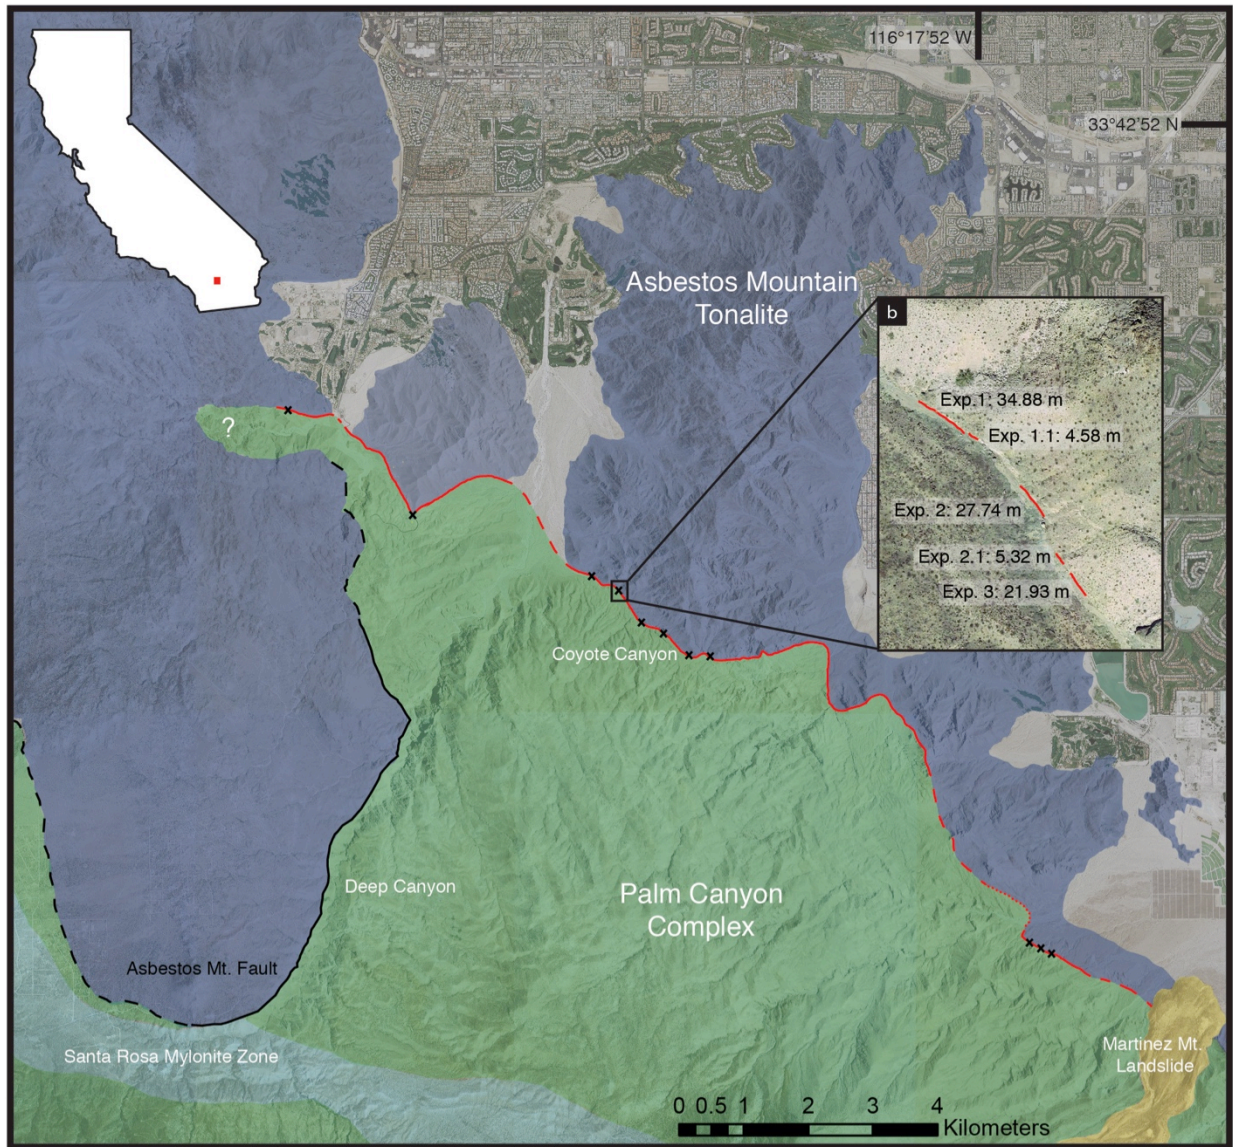 116°17'52 W
33°42'52 N
Asbestos Mountain
Tonalite
b
Exp.1: 34.88 m
Exp. 1.1: 4.58 m
Exp. 2: 27.74 m
Exp. 2.1: 5.32 m
Exp. 3: 21.93 m
?
Coyote Canyon
Deep Canyon
Palm Canyon
Complex
Asbestos Mt. Fault
Santa Rosa Mylonite Zone
Martinez Mt.
Landslide
0 0.5 1 2 3 4
Kilometers